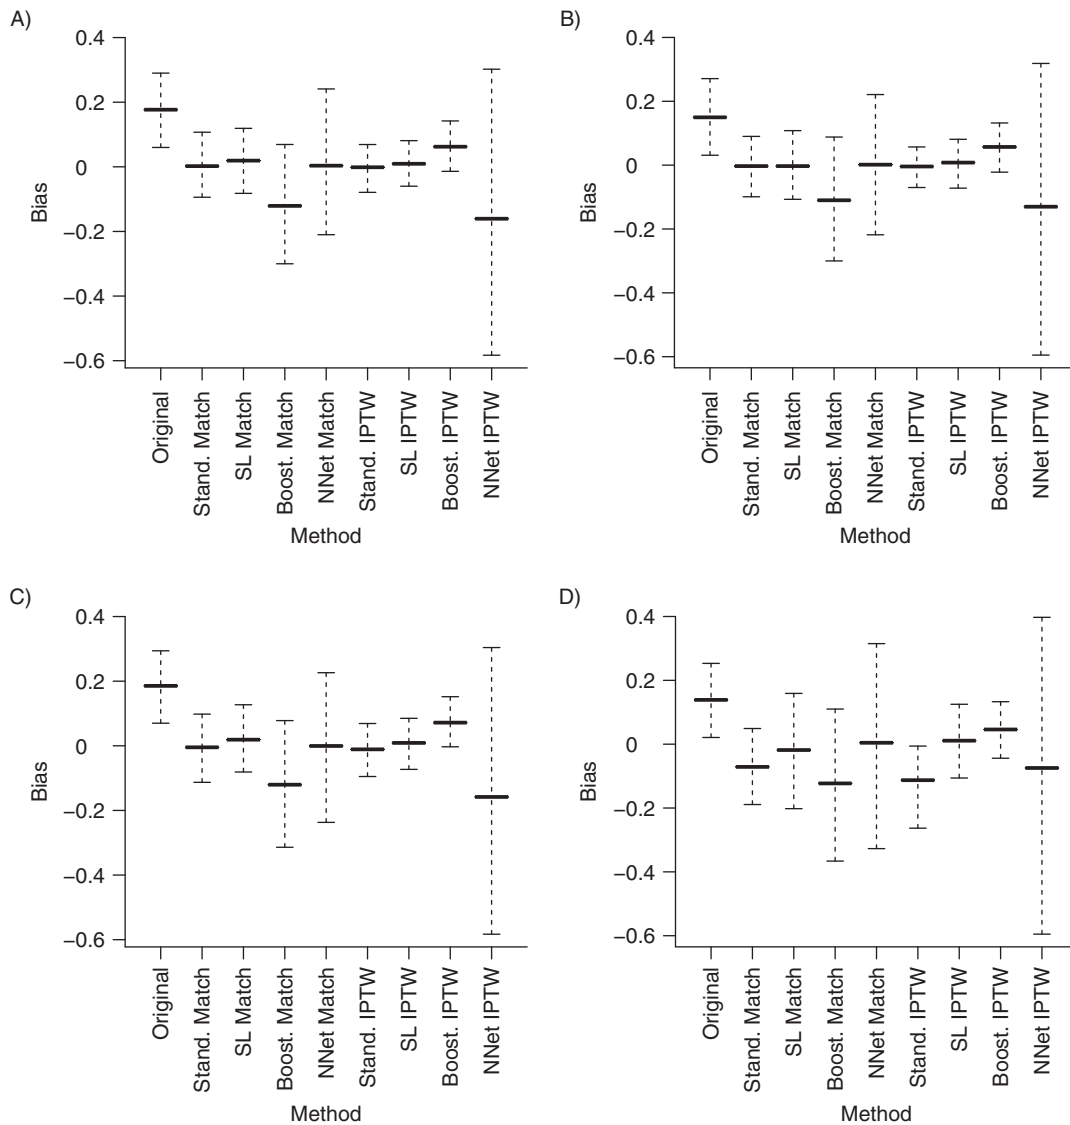 A)
0.4
0.2
0
−0.2
−0.4
−0.6
Bias
Original
Stand. Match
SL Match
Boost. Match
NNet Match
Stand. IPTW
SL IPTW
Boost. IPTW
NNet IPTW
Method
B)
0.4
0.2
0
−0.2
−0.4
−0.6
Bias
Original
Stand. Match
SL Match
Boost. Match
NNet Match
Stand. IPTW
SL IPTW
Boost. IPTW
NNet IPTW
Method
C)
0.4
0.2
0
−0.2
−0.4
−0.6
Bias
Original
Stand. Match
SL Match
Boost. Match
NNet Match
Stand. IPTW
SL IPTW
Boost. IPTW
NNet IPTW
Method
D)
0.4
0.2
0
−0.2
−0.4
−0.6
Bias
Original
Stand. Match
SL Match
Boost. Match
NNet Match
Stand. IPTW
SL IPTW
Boost. IPTW
NNet IPTW
Method